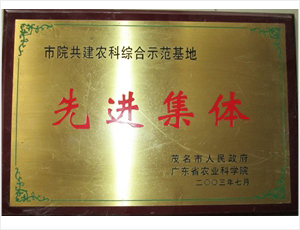 市院共建农科综合示范基地
先进集体
茂名市人民政府
广东省农业科学院
二〇〇三年七月